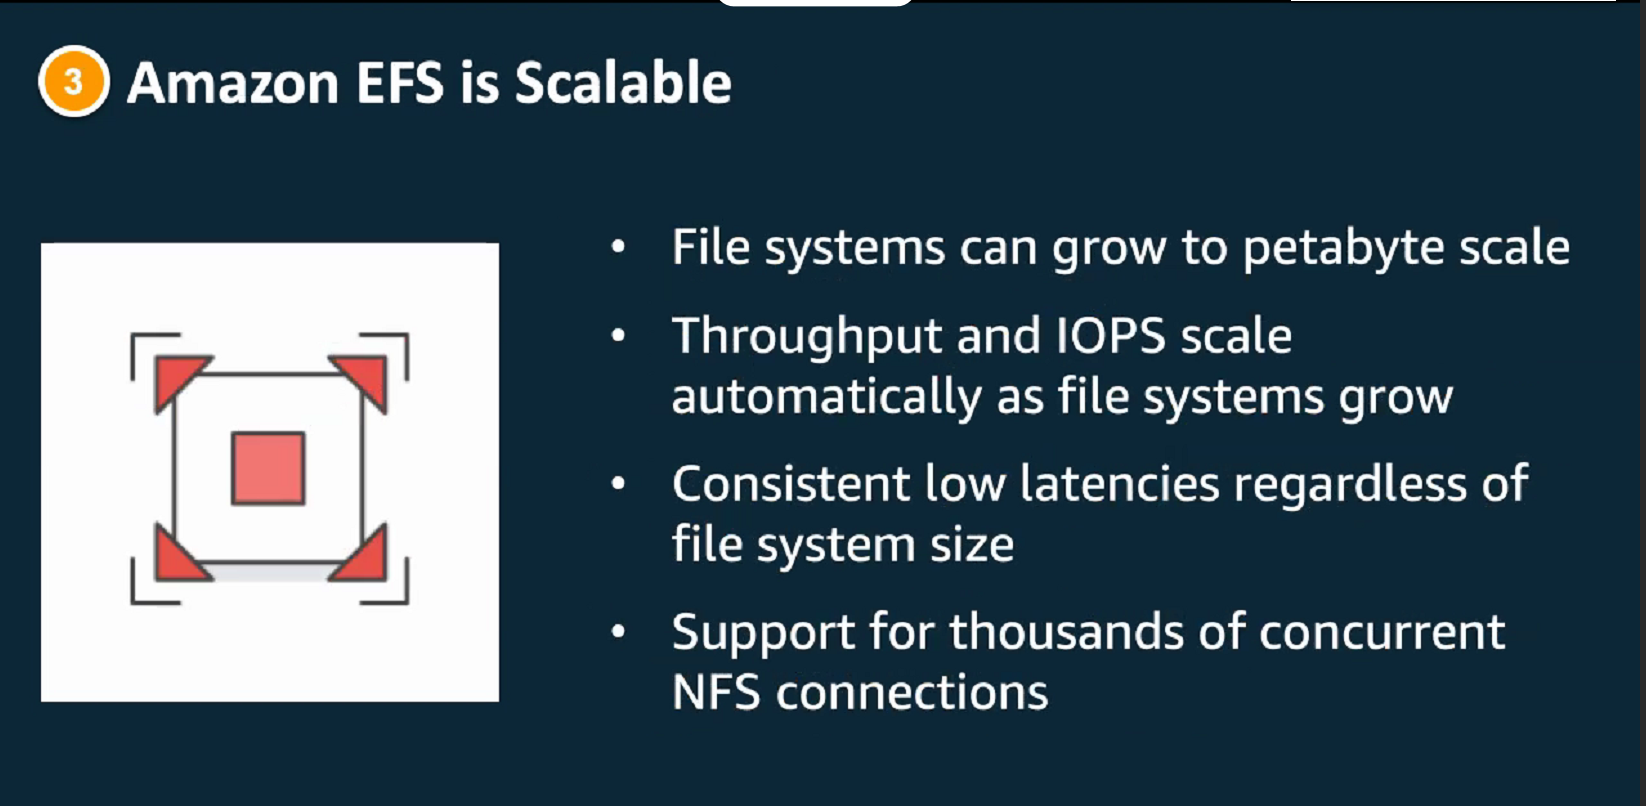 3 Amazon EFS is Scalable
• File systems can grow to petabyte scale
• Throughput and IOPS scale
automatically as file systems grow
• Consistent low latencies regardless of
file system size
• Support for thousands of concurrent
NFS connections